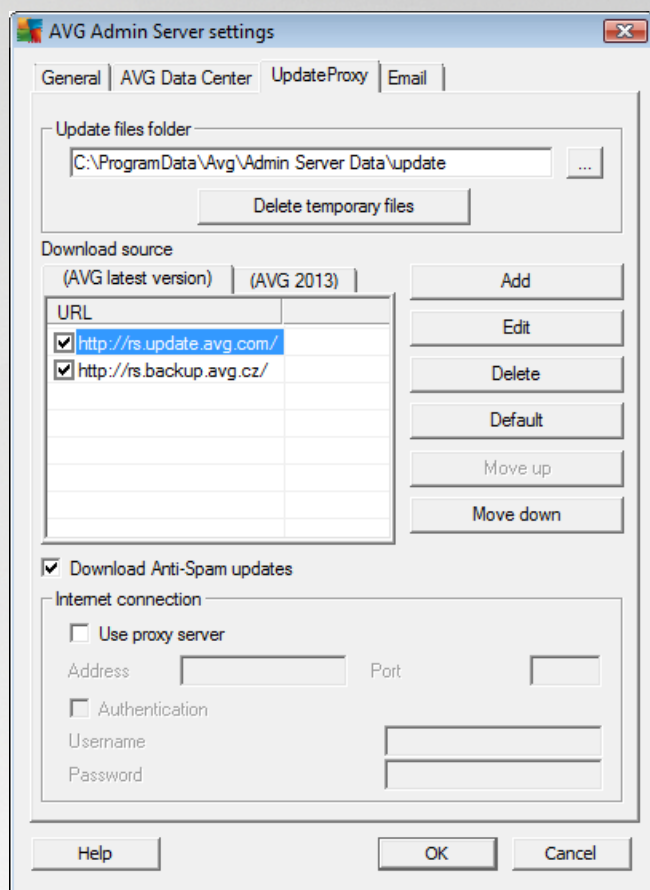 AVG Admin Server settings
General AVG Data Center UpdateProxy Email
Update files folder
C:\ProgramData\Avg\Admin Server Data\update ...
Delete temporary files
Download source
(AVG latest version) (AVG 2013)
URL
http://rs.update.avg.com/
http://rs.backup.avg.cz/
Add
Edit
Delete
Default
Move up
Move down
Download Anti-Spam updates
Internet connection
Use proxy server
Address Port
Authentication
Username
Password
Help OK Cancel